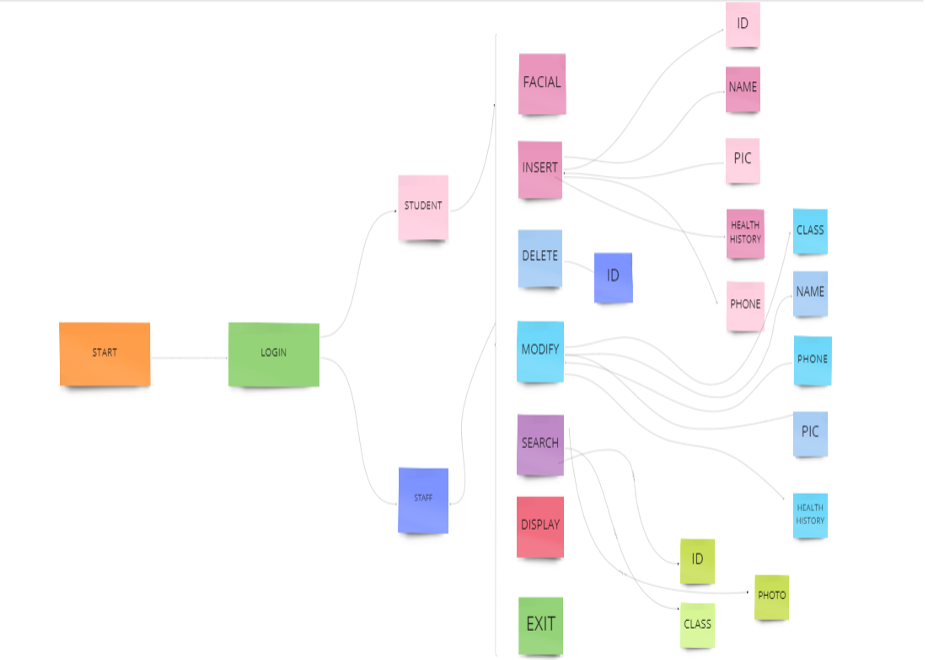 START
LOGIN
STUDENT
STAFF
FACIAL
INSERT
DELETE
MODIFY
SEARCH
DISPLAY
EXIT
ID
NAME
PIC
HEALTH
HISTORY
PHONE
ID
CLASS
NAME
PHONE
PIC
HEALTH
HISTORY
ID
PHOTO
CLASS